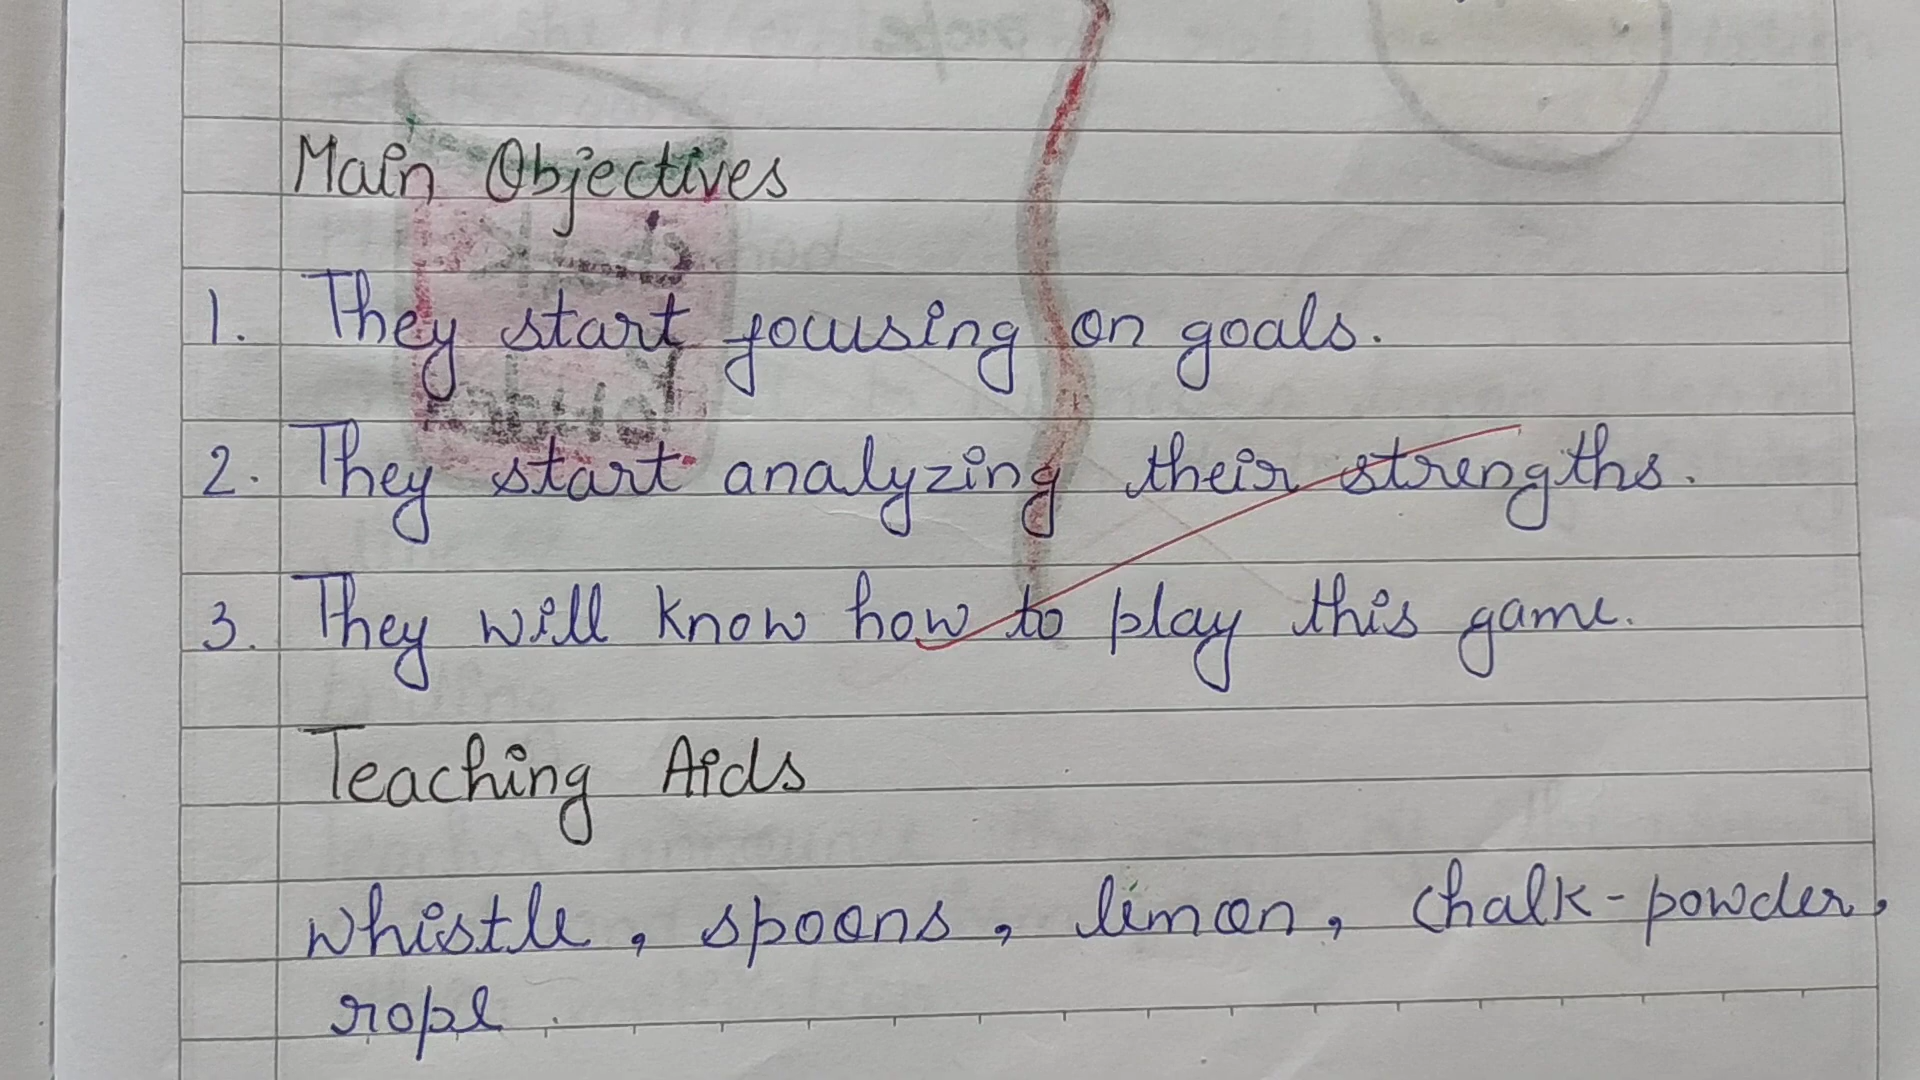 Main Objectives
1. They start focusing on goals.
2. They start analyzing their strengths.
3. They will know how to play this game.
Teaching Aids
whistle, spoons, limon, chalk-powder,
rope.